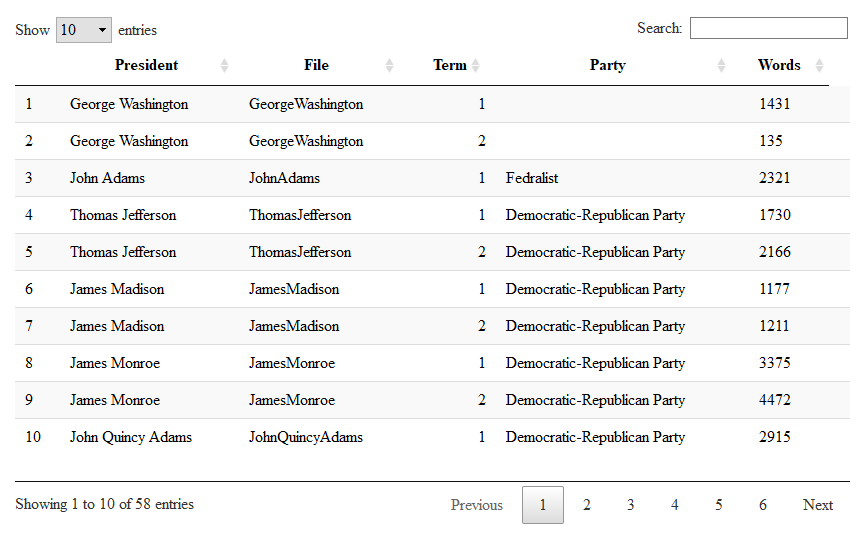 Show 10 entries Search:
President File Term Party Words
1 George Washington GeorgeWashington 1 1431
2 George Washington GeorgeWashington 2 135
3 John Adams JohnAdams 1 Fedralist 2321
4 Thomas Jefferson ThomasJefferson 1 Democratic-Republican Party 1730
5 Thomas Jefferson ThomasJefferson 2 Democratic-Republican Party 2166
6 James Madison JamesMadison 1 Democratic-Republican Party 1177
7 James Madison JamesMadison 2 Democratic-Republican Party 1211
8 James Monroe JamesMonroe 1 Democratic-Republican Party 3375
9 James Monroe JamesMonroe 2 Democratic-Republican Party 4472
10 John Quincy Adams JohnQuincyAdams 1 Democratic-Republican Party 2915
Showing 1 to 10 of 58 entries Previous 1 2 3 4 5 6 Next